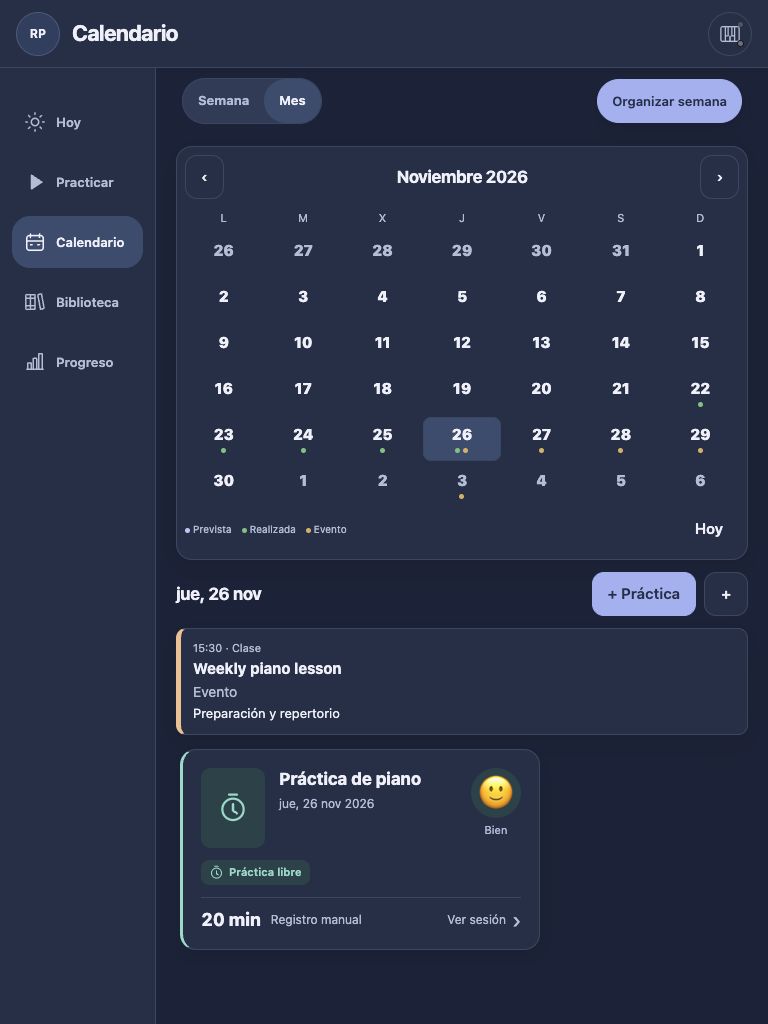 RP
Calendario
Hoy
Practicar
Calendario
Biblioteca
Progreso
Semana
Mes
Organizar semana
‹
Noviembre 2026
›
L M X J V S D
26 27 28 29 30 31 1
2 3 4 5 6 7 8
9 10 11 12 13 14 15
16 17 18 19 20 21 22
23 24 25 26 27 28 29
30 1 2 3 4 5 6
Prevista Realizada Evento
Hoy
jue, 26 nov
+ Práctica
+
15:30 · Clase
Weekly piano lesson
Evento
Preparación y repertorio
Práctica de piano
jue, 26 nov 2026
Bien
Práctica libre
20 min Registro manual
Ver sesión ›